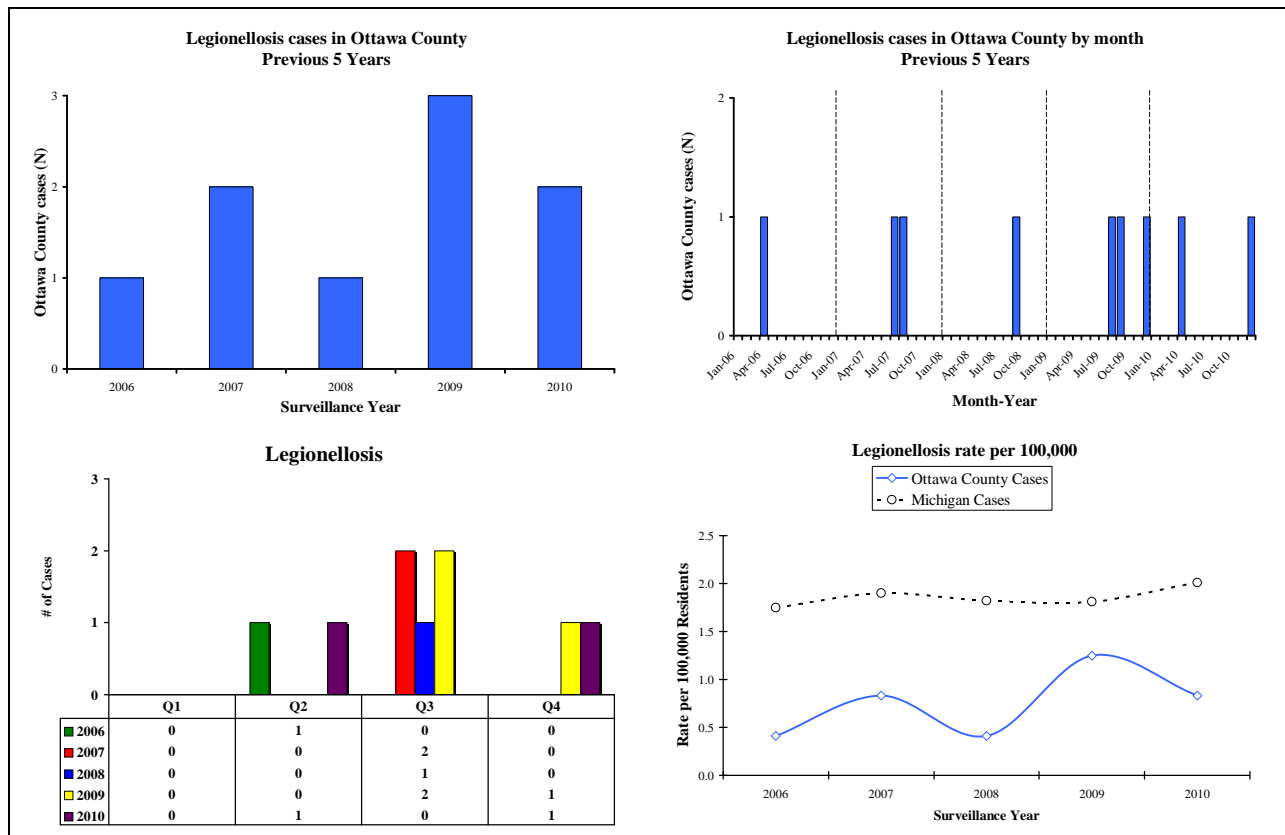 Legionellosis cases in Ottawa County
Previous 5 Years
Ottawa County cases (N)
3
2
1
0
2006 2007 2008 2009 2010
Surveillance Year
Legionellosis cases in Ottawa County by month
Previous 5 Years
Ottawa County cases (N)
2
1
0
Jan-06 Apr-06 Jul-06 Oct-06 Jan-07 Apr-07 Jul-07 Oct-07 Jan-08 Apr-08 Jul-08 Oct-08 Jan-09 Apr-09 Jul-09 Oct-09 Jan-10 Apr-10 Jul-10 Oct-10
Month-Year
Legionellosis
# of Cases
3
2
1
0
Q1 Q2 Q3 Q4
2006 0 1 0 0
2007 0 0 2 0
2008 0 0 1 0
2009 0 0 2 1
2010 0 1 0 1
Legionellosis rate per 100,000
Ottawa County Cases
Michigan Cases
Rate per 100,000 Residents
2.5
2.0
1.5
1.0
0.5
0.0
2006 2007 2008 2009 2010
Surveillance Year